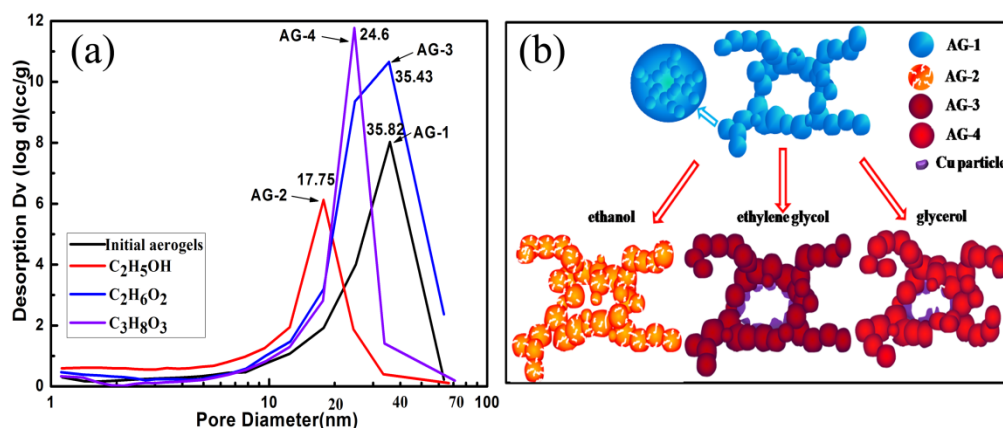 (a)
12
10
8
6
4
2
0
Desorption Dv (log d)(cc/g)
AG-4
24.6
AG-3
35.43
35.82
AG-1
17.75
AG-2
Initial aerogels
C2H5OH
C2H6O2
C3H8O3
1 10 20 40 70 100
Pore Diameter(nm)
(b)
AG-1
AG-2
AG-3
AG-4
Cu particle
ethanol ethylene glycol glycerol